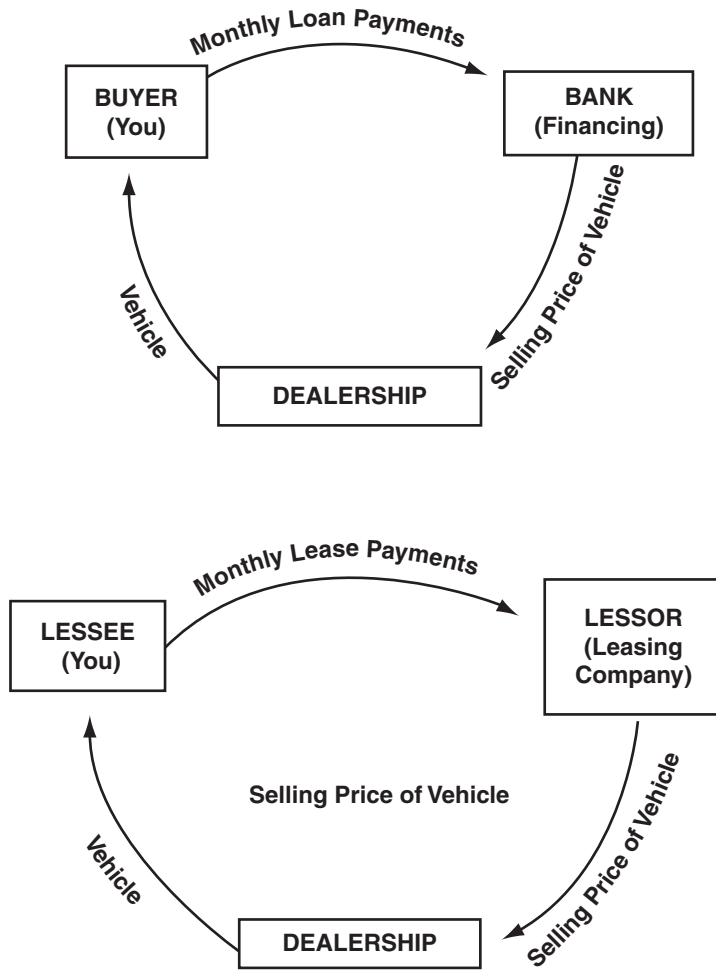 Monthly Loan Payments
BUYER
(You)
BANK
(Financing)
Vehicle
Selling Price of Vehicle
DEALERSHIP
Monthly Lease Payments
LESSEE
(You)
LESSOR
(Leasing
Company)
Selling Price of Vehicle
Vehicle
Selling Price of Vehicle
DEALERSHIP